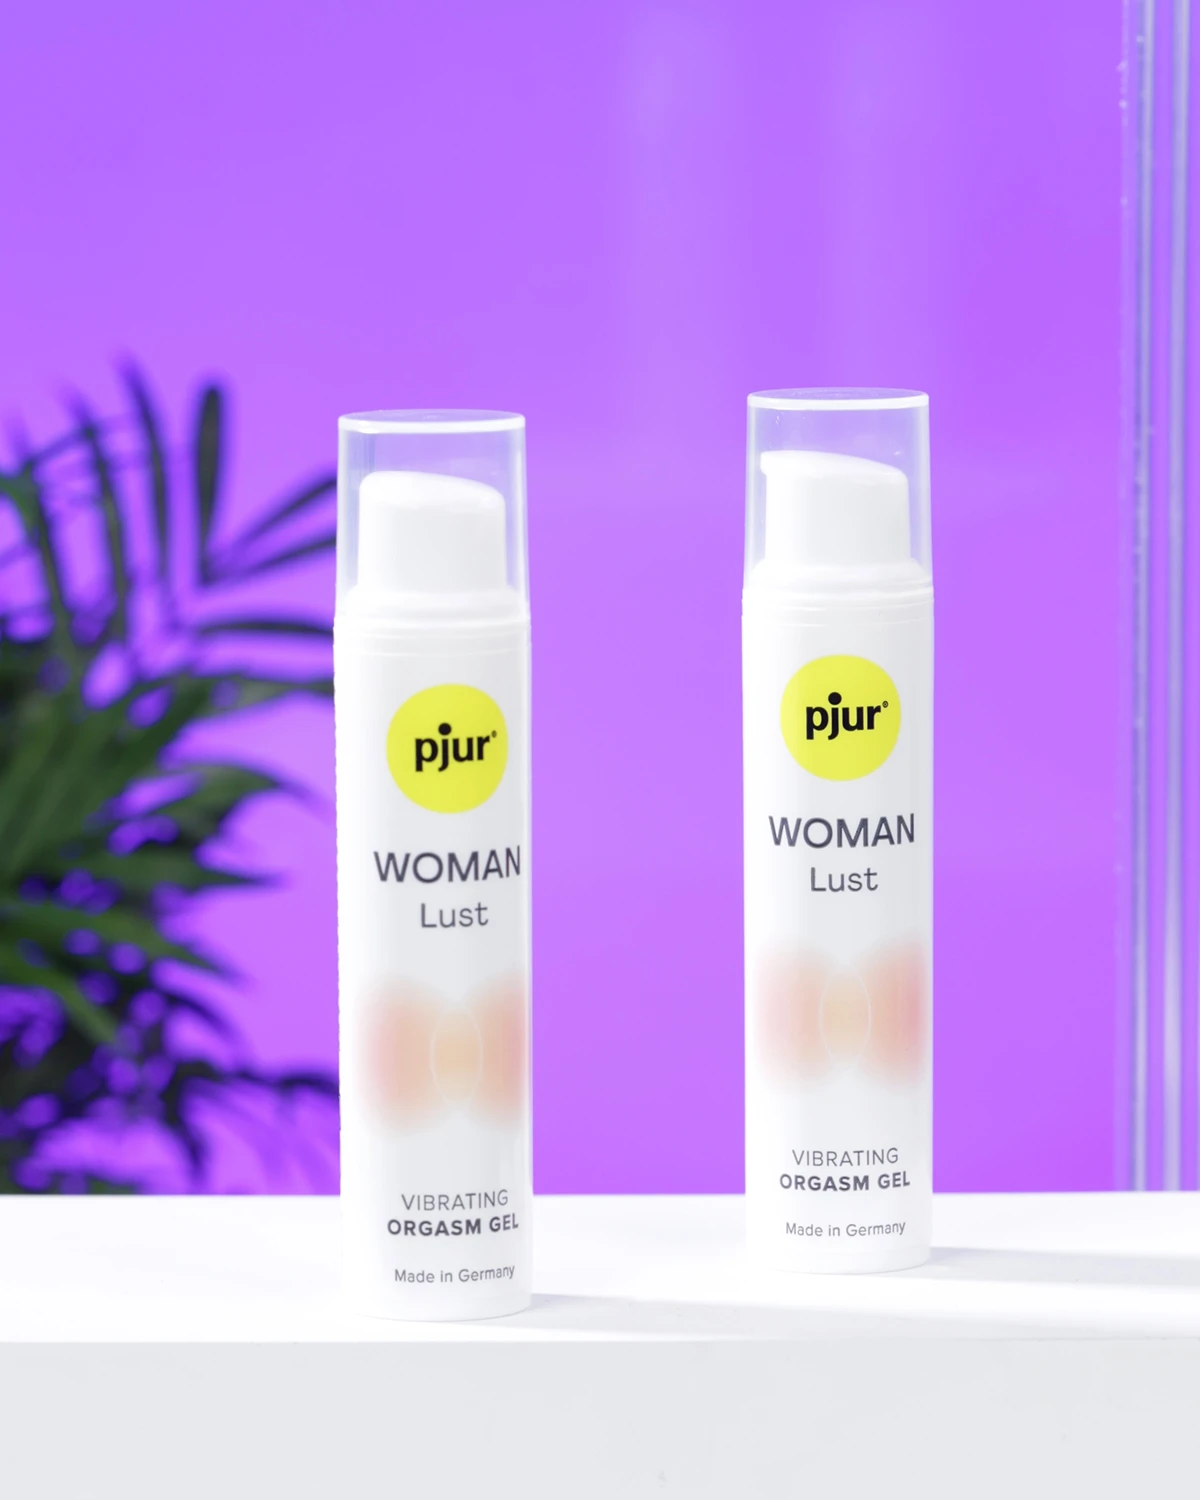 pjur®
WOMAN
Lust
VIBRATING
ORGASM GEL
Made in Germany
pjur®
WOMAN
Lust
VIBRATING
ORGASM GEL
Made in Germany